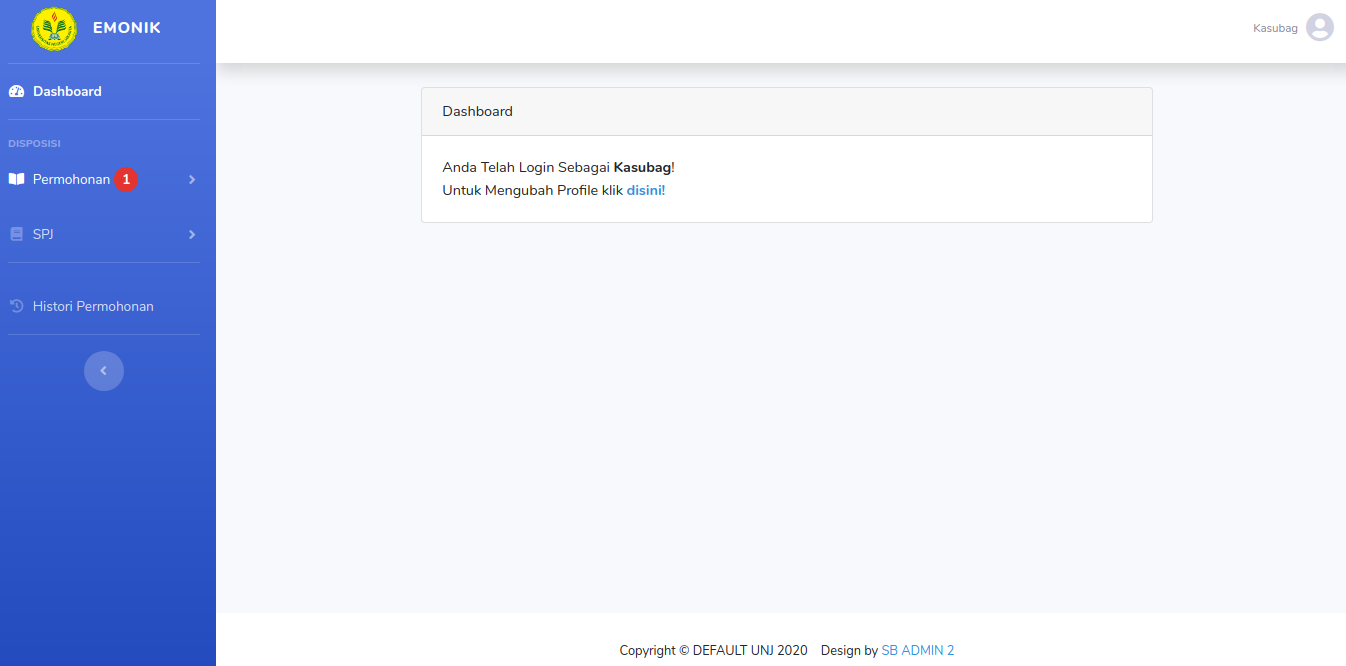 EMONIK
Kasubag
Dashboard
DISPOSISI
Permohonan 1
SPJ
Histori Permohonan
Dashboard
Anda Telah Login Sebagai Kasubag!
Untuk Mengubah Profile klik disini!
Copyright © DEFAULT UNJ 2020 Design by SB ADMIN 2